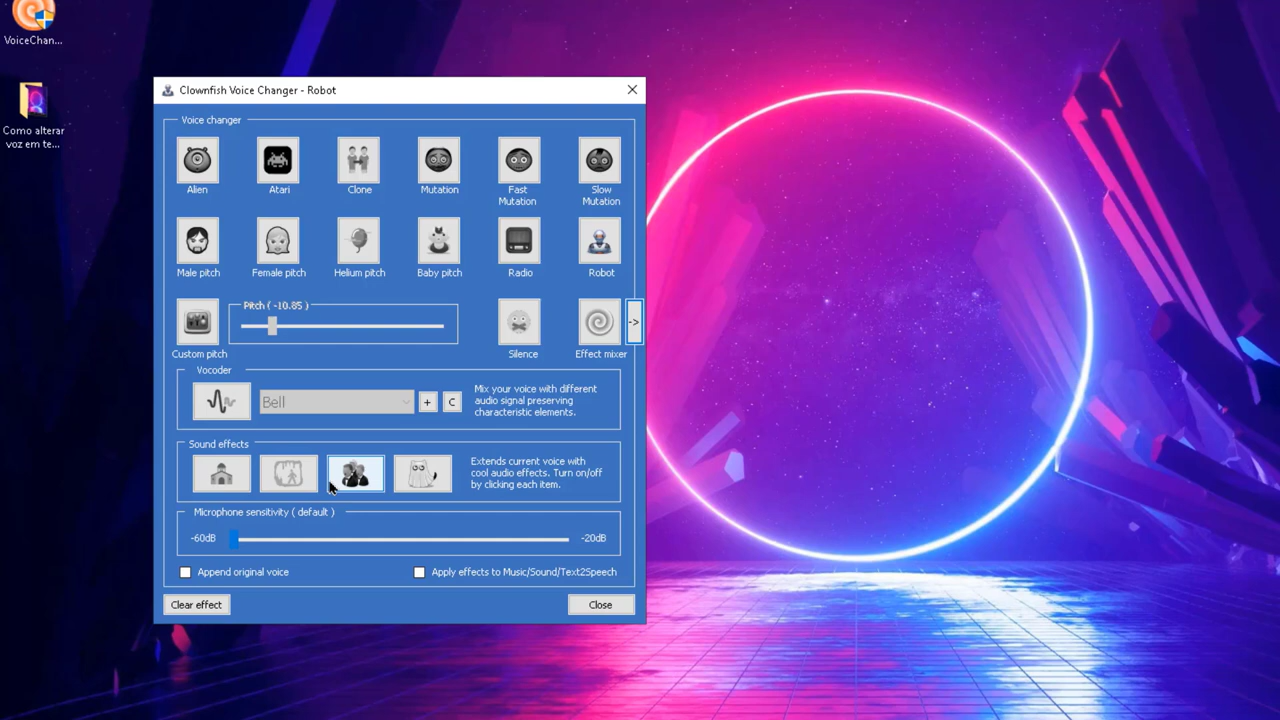 VoiceChan...
Como alterar
voz em te...
Clownfish Voice Changer - Robot
Voice changer
Alien
Atari
Clone
Mutation
Fast
Mutation
Slow
Mutation
Male pitch
Female pitch
Helium pitch
Baby pitch
Radio
Robot
Pitch ( -10.85 )
Custom pitch
Silence
Effect mixer
->
Vocoder
Bell
+
C
Mix your voice with different
audio signal preserving
characteristic elements.
Sound effects
Extends current voice with
cool audio effects. Turn on/off
by clicking each item.
Microphone sensitivity ( default )
-60dB
-20dB
Append original voice
Apply effects to Music/Sound/Text2Speech
Clear effect
Close